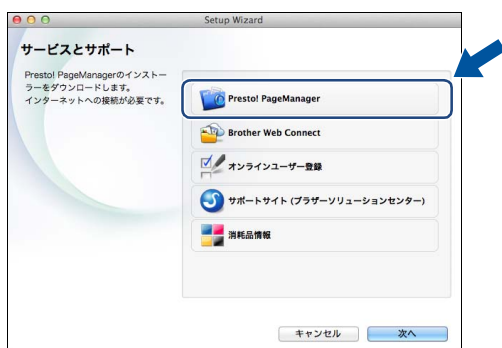 Setup Wizard
サービスとサポート
Presto! PageManagerのインストー
ラーをダウンロードします。
インターネットへの接続が必要です。
Presto! PageManager
Brother Web Connect
オンラインユーザー登録
サポートサイト (ブラザーソリューションセンター)
消耗品情報
キャンセル
次へ